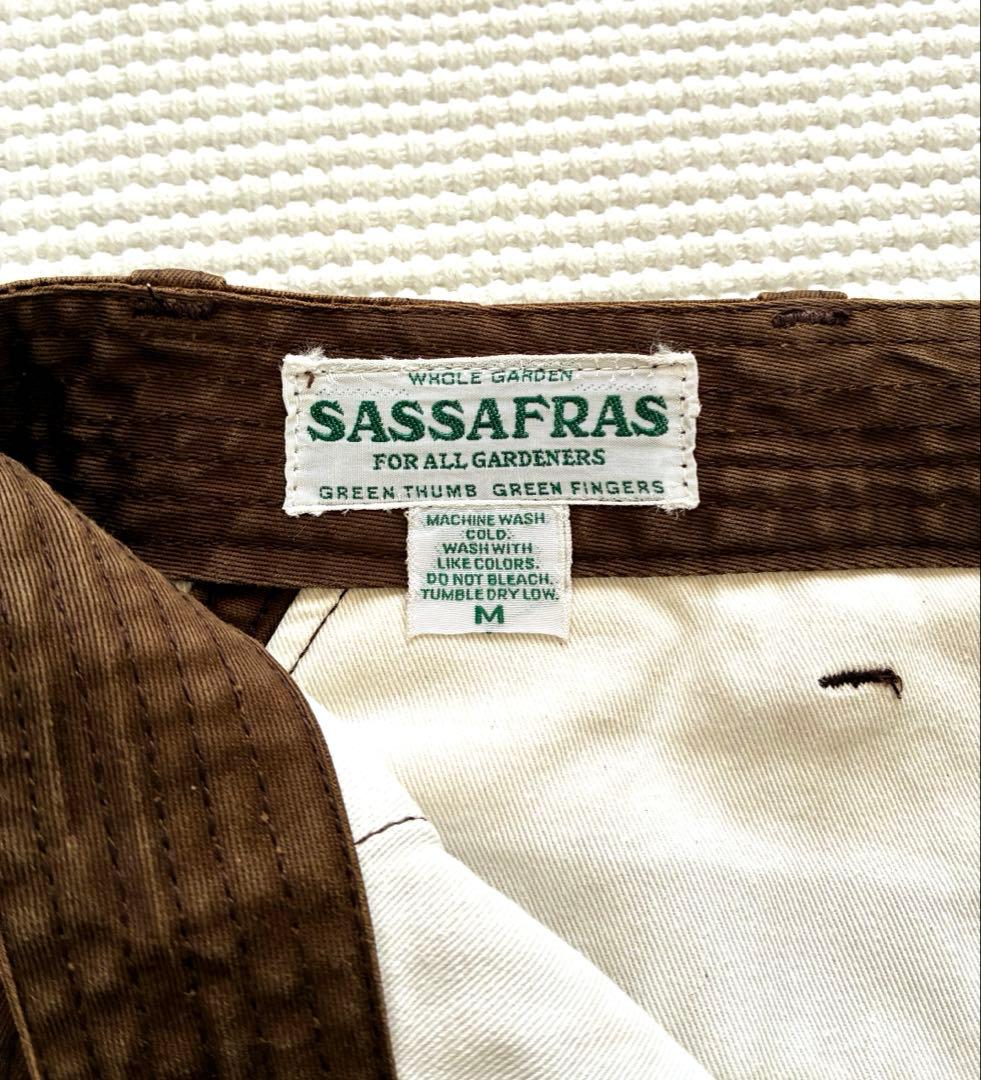 WHOLE GARDEN
SASSAFRAS
FOR ALL GARDENERS
GREEN THUMB GREEN FINGERS
MACHINE WASH
COLD.
WASH WITH
LIKE COLORS.
DO NOT BLEACH.
TUMBLE DRY LOW.
M